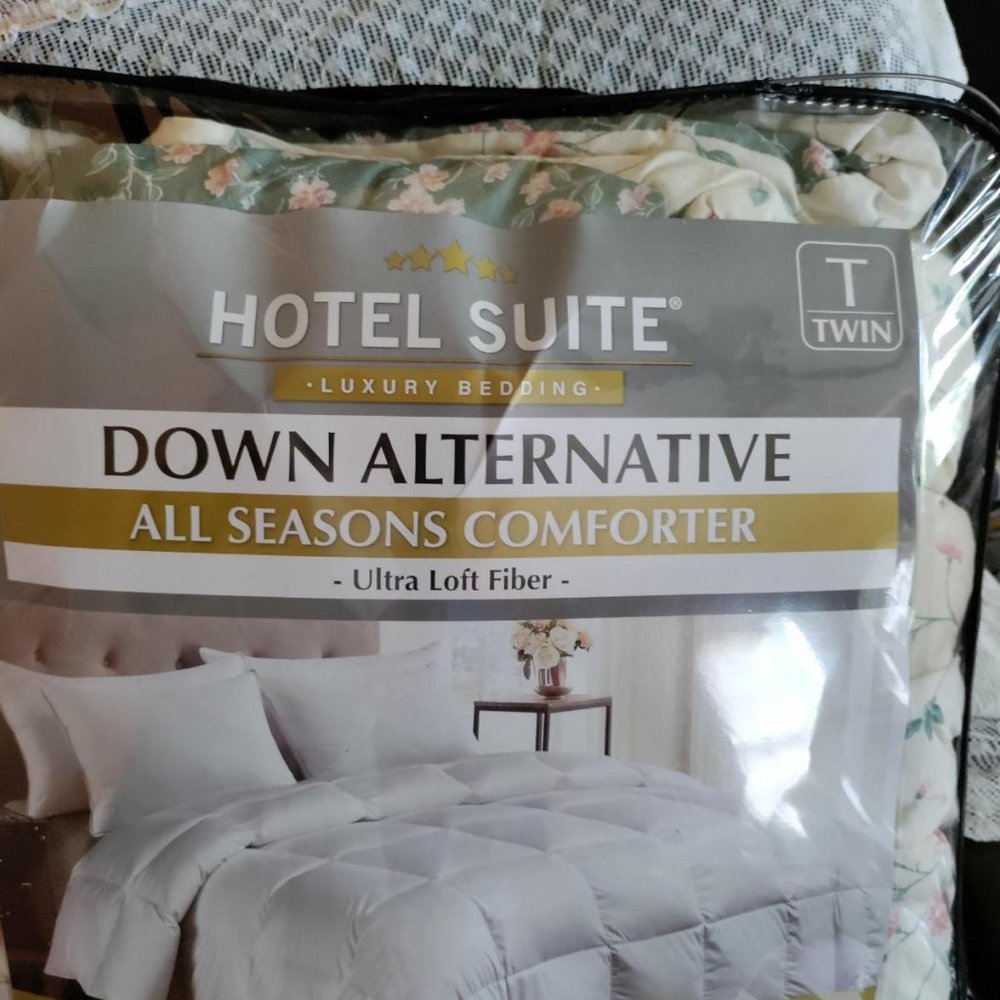 HOTEL SUITE®
·LUXURY BEDDING·
T
TWIN
DOWN ALTERNATIVE
ALL SEASONS COMFORTER
- Ultra Loft Fiber -